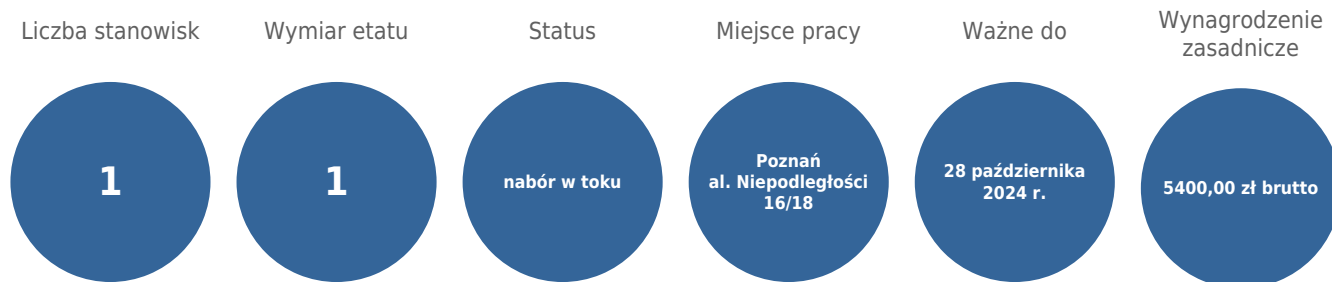 Liczba stanowisk
1
Wymiar etatu
1
Status
nabór w toku
Miejsce pracy
Poznań
al. Niepodległości
16/18
Ważne do
28 października
2024 r.
Wynagrodzenie
zasadnicze
5400,00 zł brutto